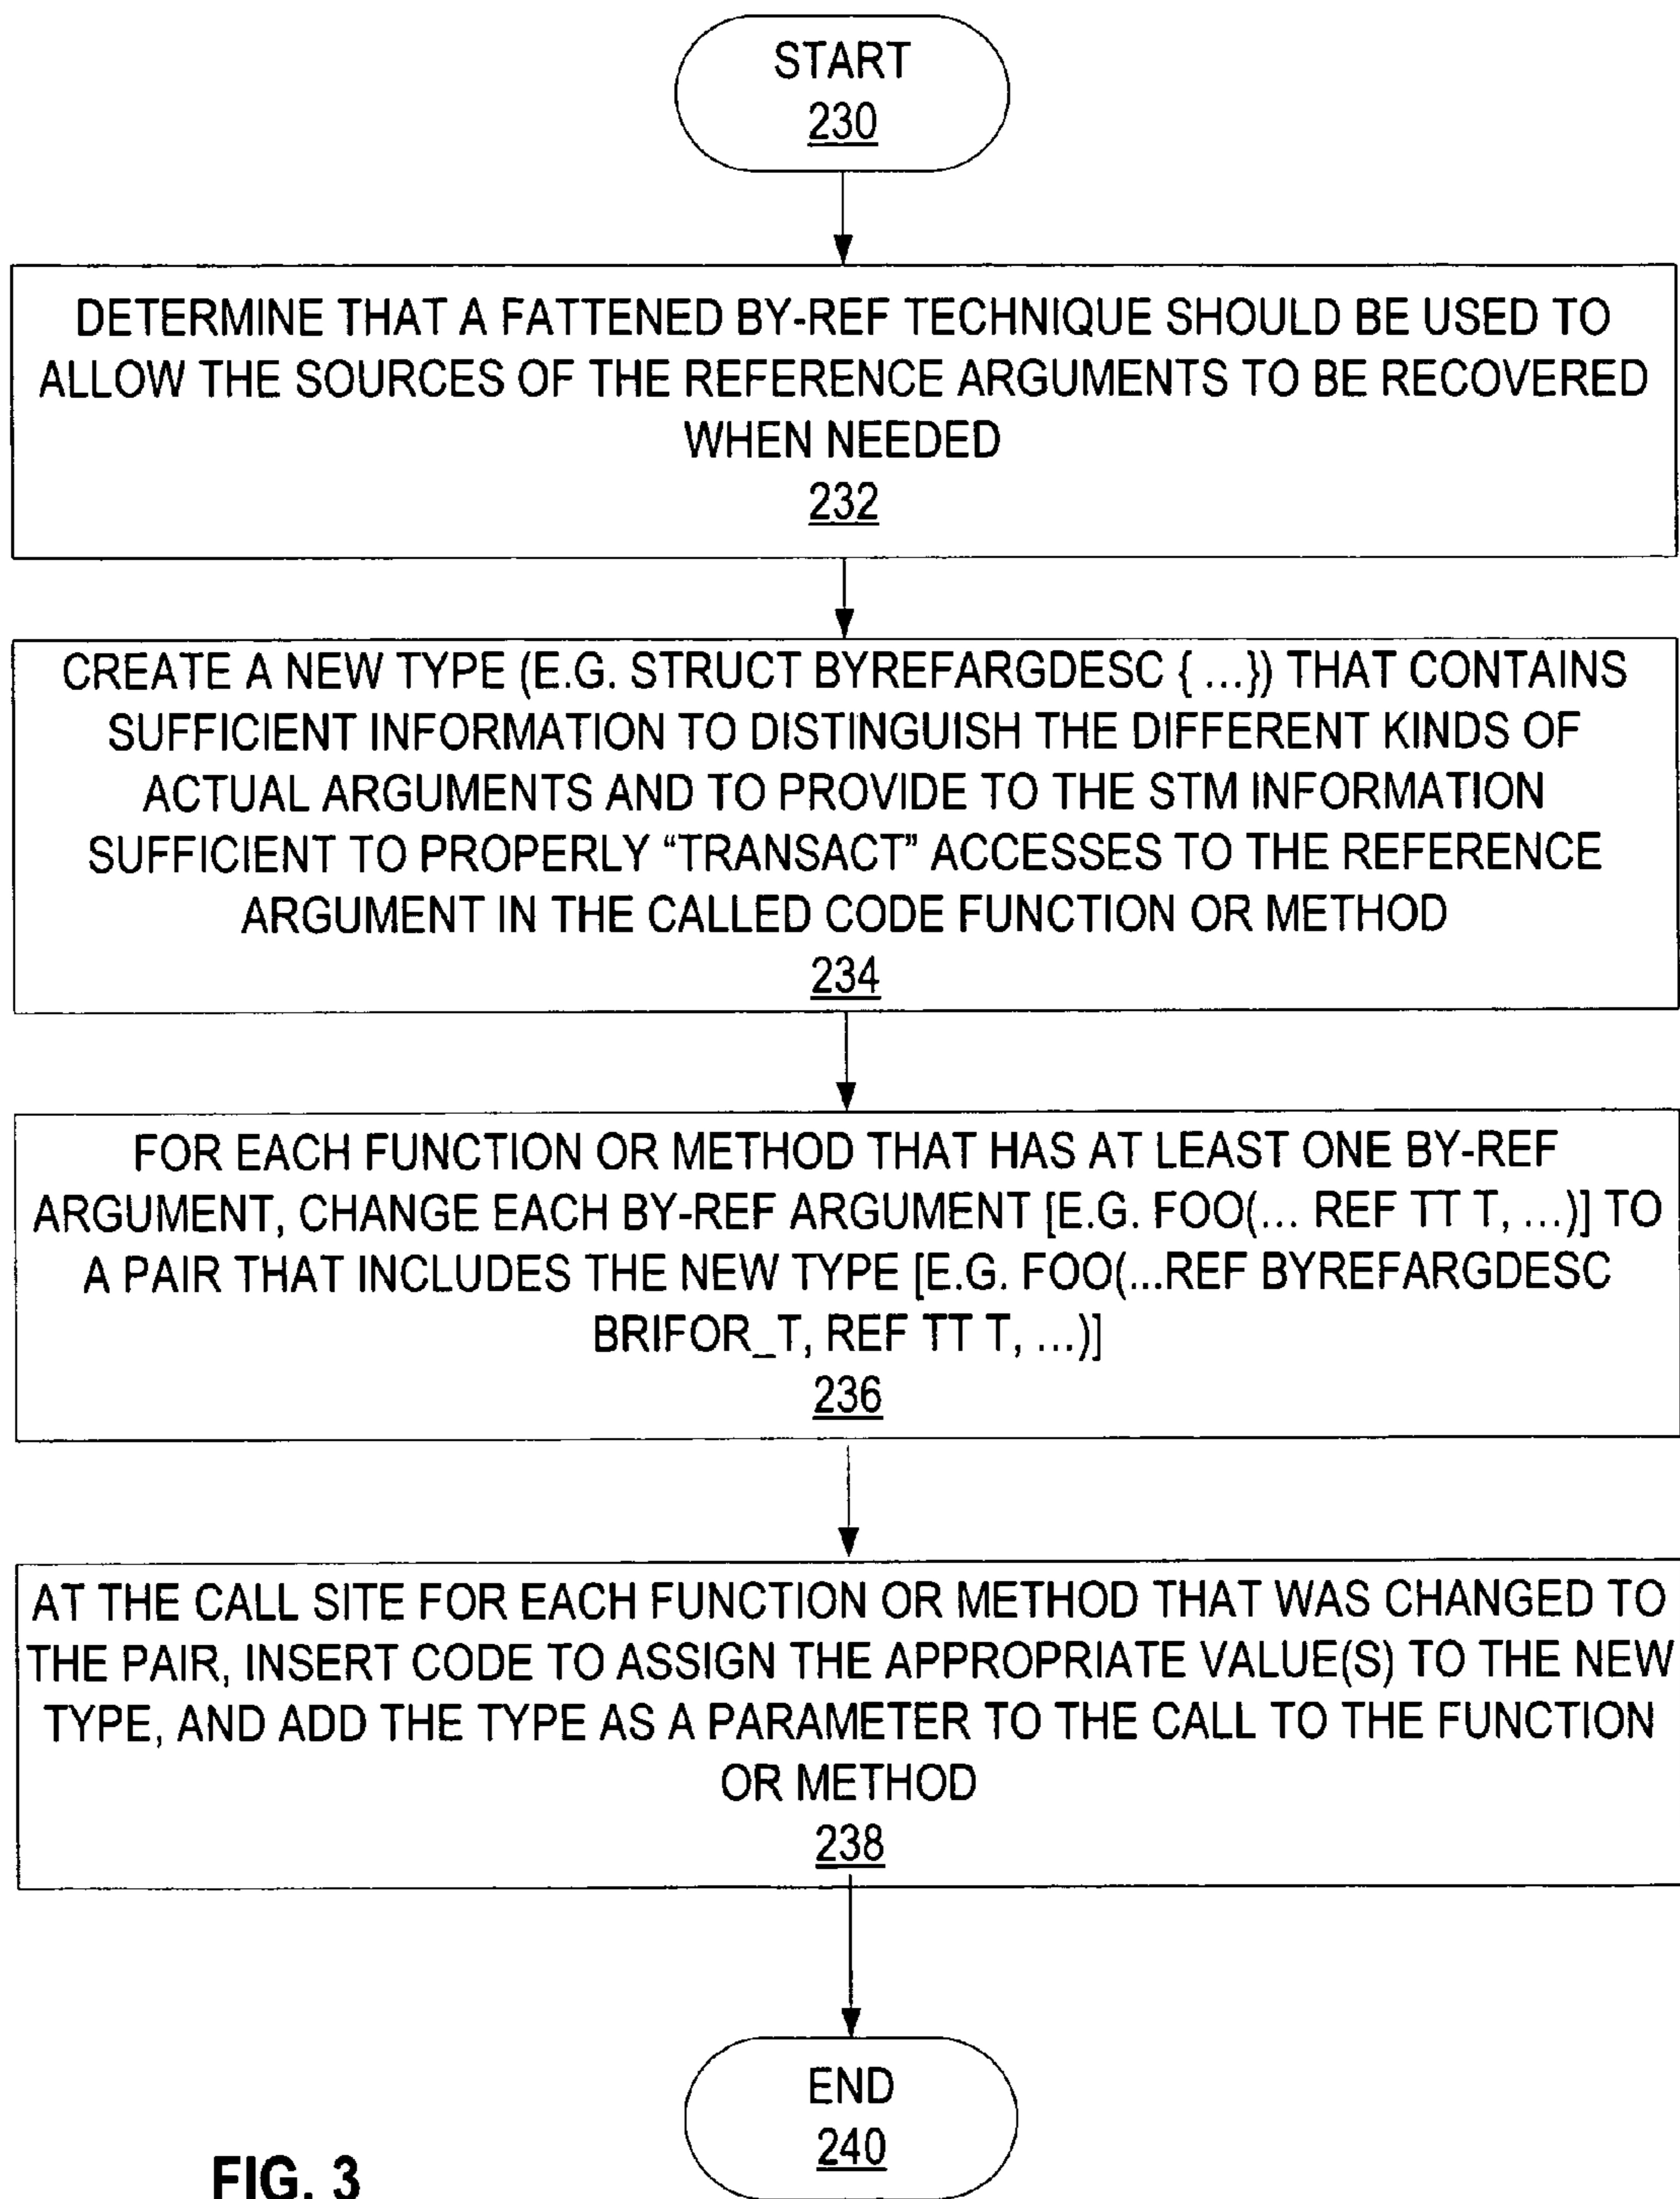 START
230
DETERMINE THAT A FATTENED BY-REF TECHNIQUE SHOULD BE USED TO
ALLOW THE SOURCES OF THE REFERENCE ARGUMENTS TO BE RECOVERED
WHEN NEEDED
232
CREATE A NEW TYPE (E.G. STRUCT BYREFARGDESC { ...}) THAT CONTAINS
SUFFICIENT INFORMATION TO DISTINGUISH THE DIFFERENT KINDS OF
ACTUAL ARGUMENTS AND TO PROVIDE TO THE STM INFORMATION
SUFFICIENT TO PROPERLY “TRANSACT” ACCESSES TO THE REFERENCE
ARGUMENT IN THE CALLED CODE FUNCTION OR METHOD
234
FOR EACH FUNCTION OR METHOD THAT HAS AT LEAST ONE BY-REF
ARGUMENT, CHANGE EACH BY-REF ARGUMENT [E.G. FOO(... REF TT T, ...)] TO
A PAIR THAT INCLUDES THE NEW TYPE [E.G. FOO(...REF BYREFARGDESC
BRIFOR_T, REF TT T, ...)]
236
AT THE CALL SITE FOR EACH FUNCTION OR METHOD THAT WAS CHANGED TO
THE PAIR, INSERT CODE TO ASSIGN THE APPROPRIATE VALUE(S) TO THE NEW
TYPE, AND ADD THE TYPE AS A PARAMETER TO THE CALL TO THE FUNCTION
OR METHOD
238
END
240
FIG. 3